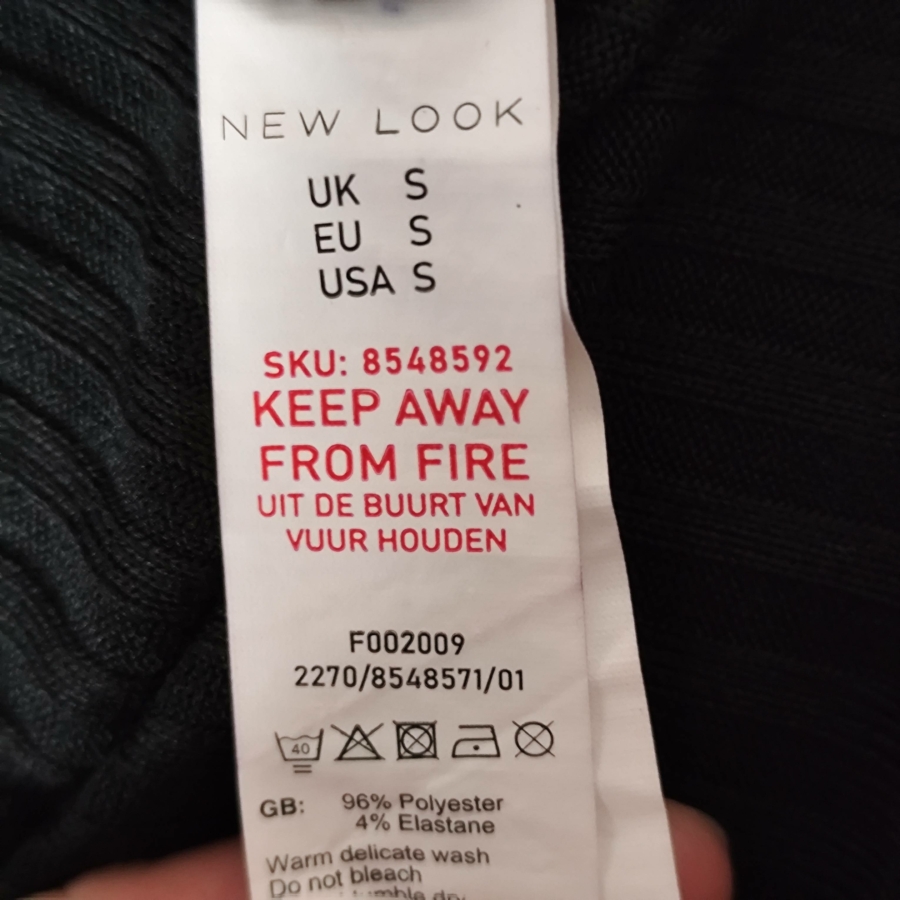 NEW LOOK
UK S
EU S
USA S
SKU: 8548592
KEEP AWAY
FROM FIRE
UIT DE BUURT VAN
VUUR HOUDEN
F002009
2270/8548571/01
40
GB: 96% Polyester
4% Elastane
Warm delicate wash
Do not bleach